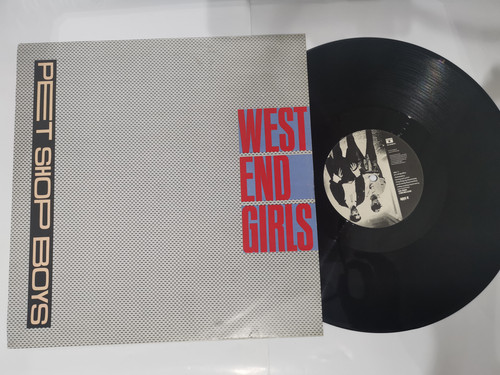 PET SHOP BOYS
WEST
END
GIRLS